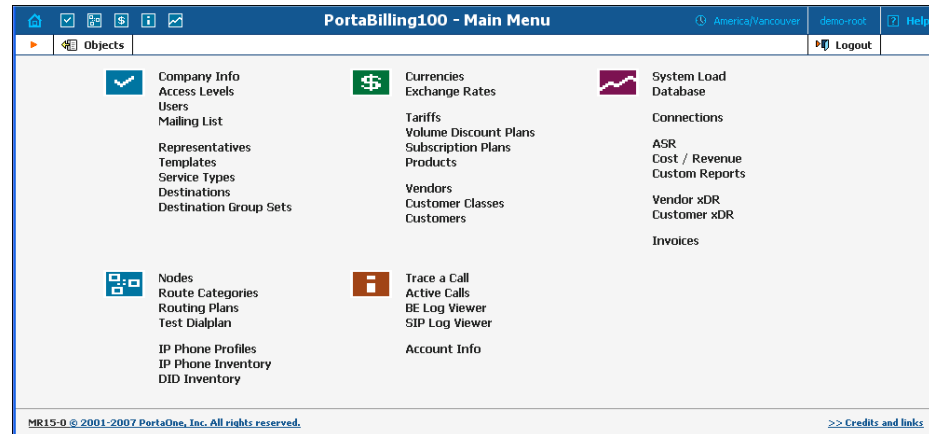 PortaBilling100 - Main Menu
America/Vancouver
demo-root
? Help
Objects
Logout
Company Info
Access Levels
Users
Mailing List
Representatives
Templates
Service Types
Destinations
Destination Group Sets
Currencies
Exchange Rates
Tariffs
Volume Discount Plans
Subscription Plans
Products
Vendors
Customer Classes
Customers
System Load
Database
Connections
ASR
Cost / Revenue
Custom Reports
Vendor xDR
Customer xDR
Invoices
Nodes
Route Categories
Routing Plans
Test Dialplan
IP Phone Profiles
IP Phone Inventory
DID Inventory
Trace a Call
Active Calls
BE Log Viewer
SIP Log Viewer
Account Info
MR15-0 © 2001-2007 PortaOne, Inc. All rights reserved.
>> Credits and links